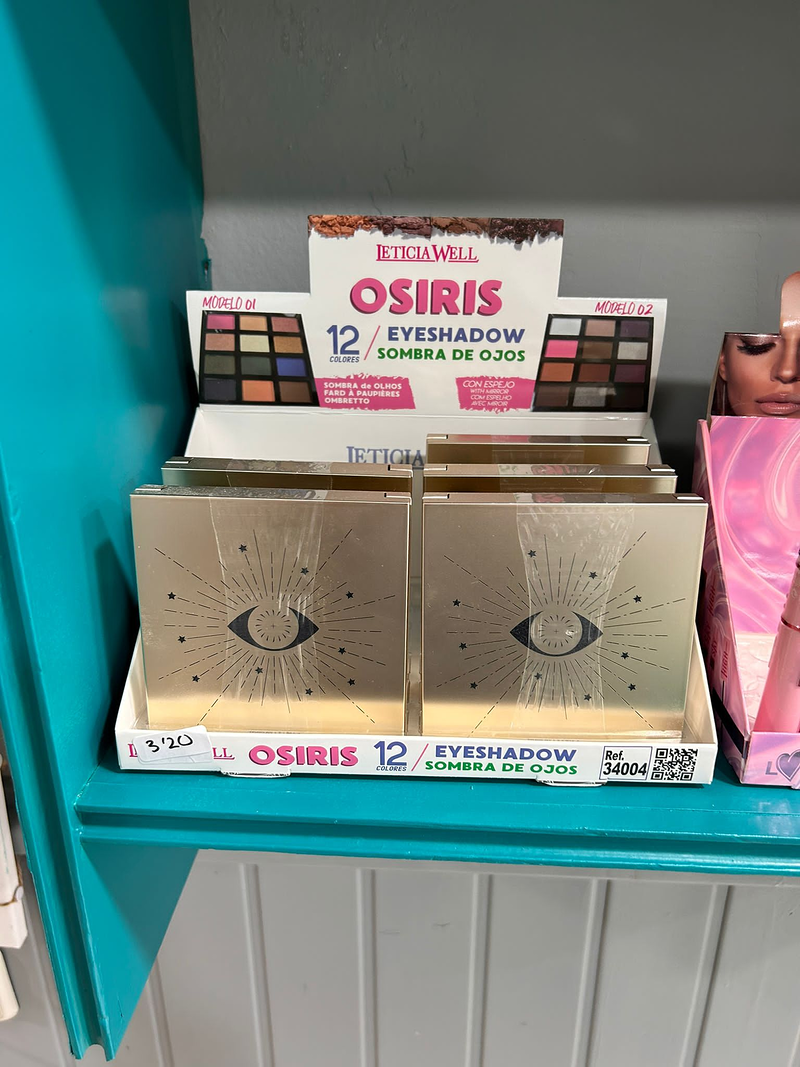 LETICIA WELL
OSIRIS
MODELO 01
MODELO 02
12
COLORES
/ EYESHADOW
SOMBRA DE OJOS
SOMBRA de OLHOS
FARD À PAUPIÈRES
OMBRETTO
CON ESPEJO
WITH MIRROR
COM ESPELHO
AVEC MIROIR
LETICIA
3'20
LL
OSIRIS
12
COLORES
/ EYESHADOW
SOMBRA DE OJOS
Ref.
34004